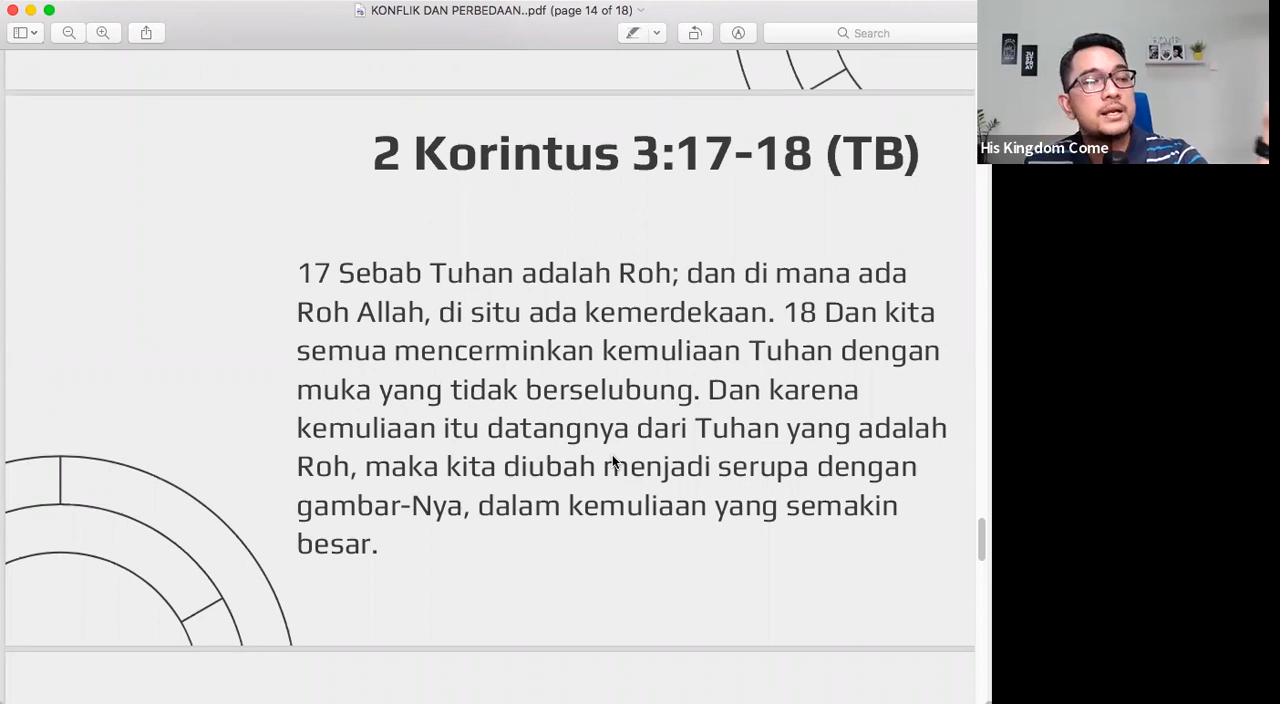 KONFLIK DAN PERBEDAAN..pdf (page 14 of 18)
Search
2 Korintus 3:17-18 (TB)
17 Sebab Tuhan adalah Roh; dan di mana ada
Roh Allah, di situ ada kemerdekaan. 18 Dan kita
semua mencerminkan kemuliaan Tuhan dengan
muka yang tidak berselubung. Dan karena
kemuliaan itu datangnya dari Tuhan yang adalah
Roh, maka kita diubah menjadi serupa dengan
gambar-Nya, dalam kemuliaan yang semakin
besar.
JUST
PRAY
His Kingdom Come